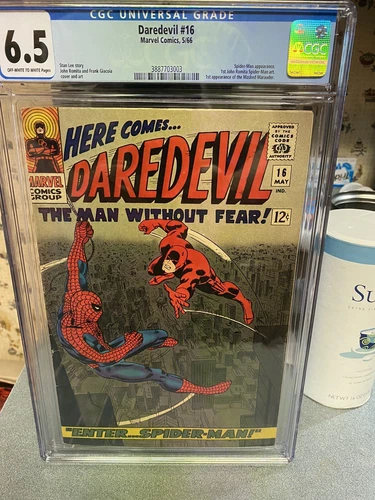 CGC UNIVERSAL GRADE
6.5
OFF-WHITE TO WHITE Pages
Daredevil #16
Marvel Comics, 5/66
Stan Lee story
John Romita and Frank Giacoia
cover and art
Spider-Man appearance
1st John Romita Spider-Man art
1st appearance of the Masked Marauder
3887703003
CGC
HERE COMES...
DAREDEVIL
THE MAN WITHOUT FEAR!
MARVEL
COMICS
GROUP
APPROVED
BY THE
COMICS
CODE
AUTHORITY
16
MAY
IND.
12¢
"ENTER...SPIDER-MAN!"
Su